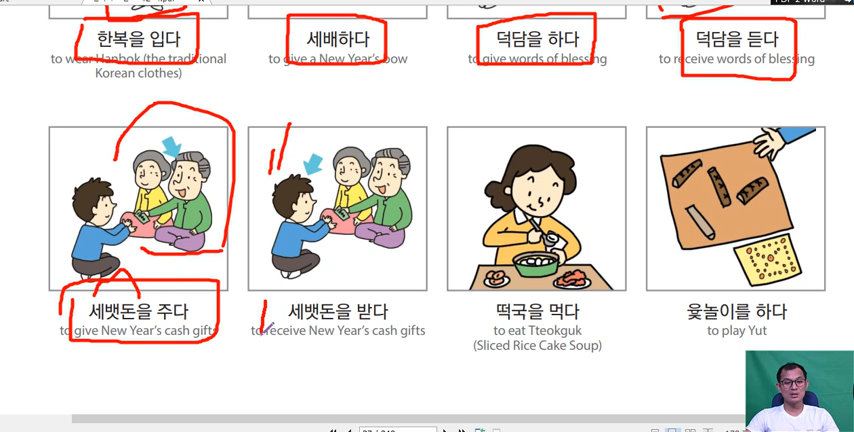 한복을 입다 세배하다 덕담을 하다 덕담을 듣다
to wear Hanbok (the traditional Korean clothes) to give a New Year's bow to give words of blessing to receive words of blessing
세뱃돈을 주다 세뱃돈을 받다 떡국을 먹다 윷놀이를 하다
to give New Year's cash gifts to receive New Year's cash gifts to eat Tteokguk to play Yut
(Sliced Rice Cake Soup)